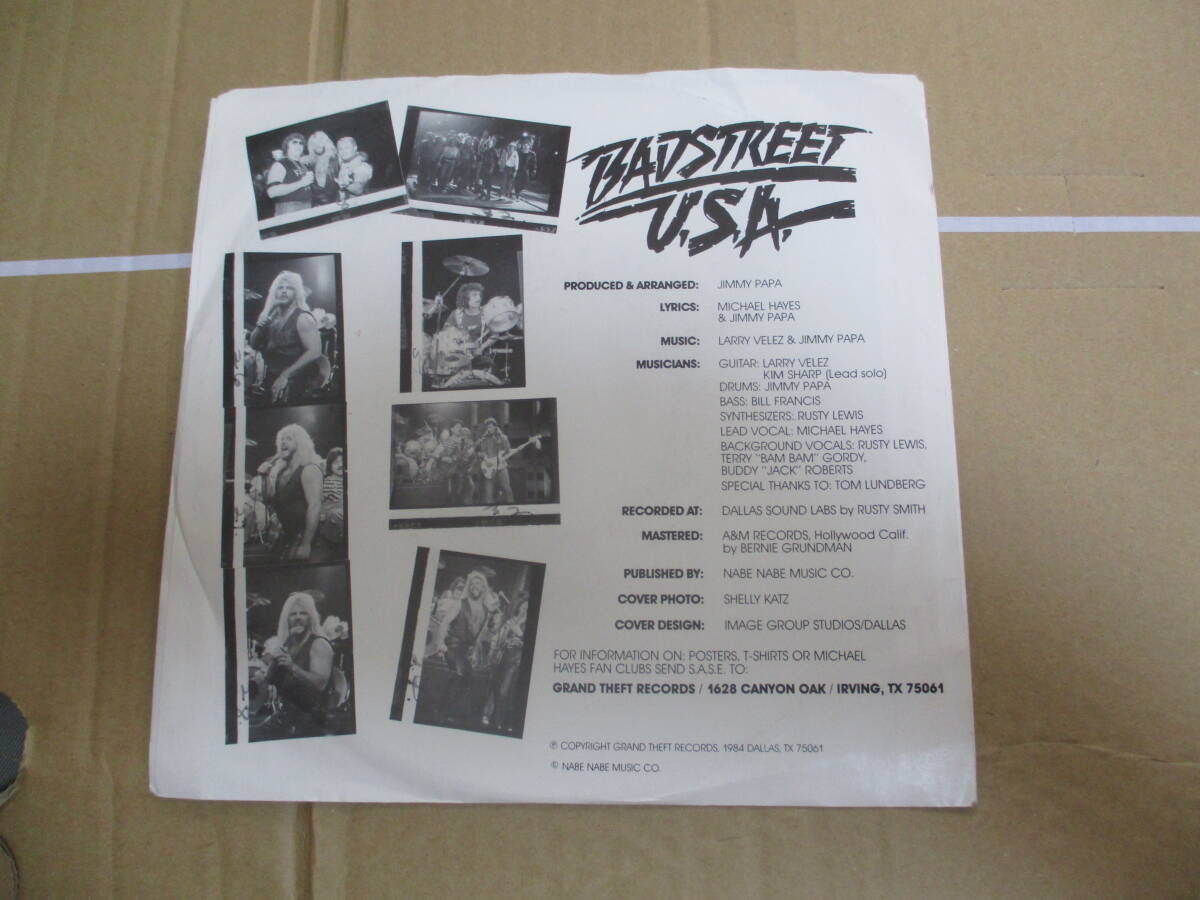 BADSTREET
U.S.A.
PRODUCED & ARRANGED: JIMMY PAPA
LYRICS: MICHAEL HAYES
& JIMMY PAPA
MUSIC: LARRY VELEZ & JIMMY PAPA
MUSICIANS: GUITAR: LARRY VELEZ
KIM SHARP (Lead solo)
DRUMS: JIMMY PAPA
BASS: BILL FRANCIS
SYNTHESIZERS: RUSTY LEWIS
LEAD VOCAL: MICHAEL HAYES
BACKGROUND VOCALS: RUSTY LEWIS,
TERRY "BAM BAM" GORDY,
BUDDY "JACK" ROBERTS
SPECIAL THANKS TO: TOM LUNDBERG
RECORDED AT: DALLAS SOUND LABS by RUSTY SMITH
MASTERED: A&M RECORDS, Hollywood Calif.
by BERNIE GRUNDMAN
PUBLISHED BY: NABE NABE MUSIC CO.
COVER PHOTO: SHELLY KATZ
COVER DESIGN: IMAGE GROUP STUDIOS/DALLAS
FOR INFORMATION ON: POSTERS, T-SHIRTS OR MICHAEL
HAYES FAN CLUBS SEND S.A.S.E. TO:
GRAND THEFT RECORDS / 1628 CANYON OAK / IRVING, TX 75061
℗ COPYRIGHT GRAND THEFT RECORDS, 1984 DALLAS, TX 75061
© NABE NABE MUSIC CO.